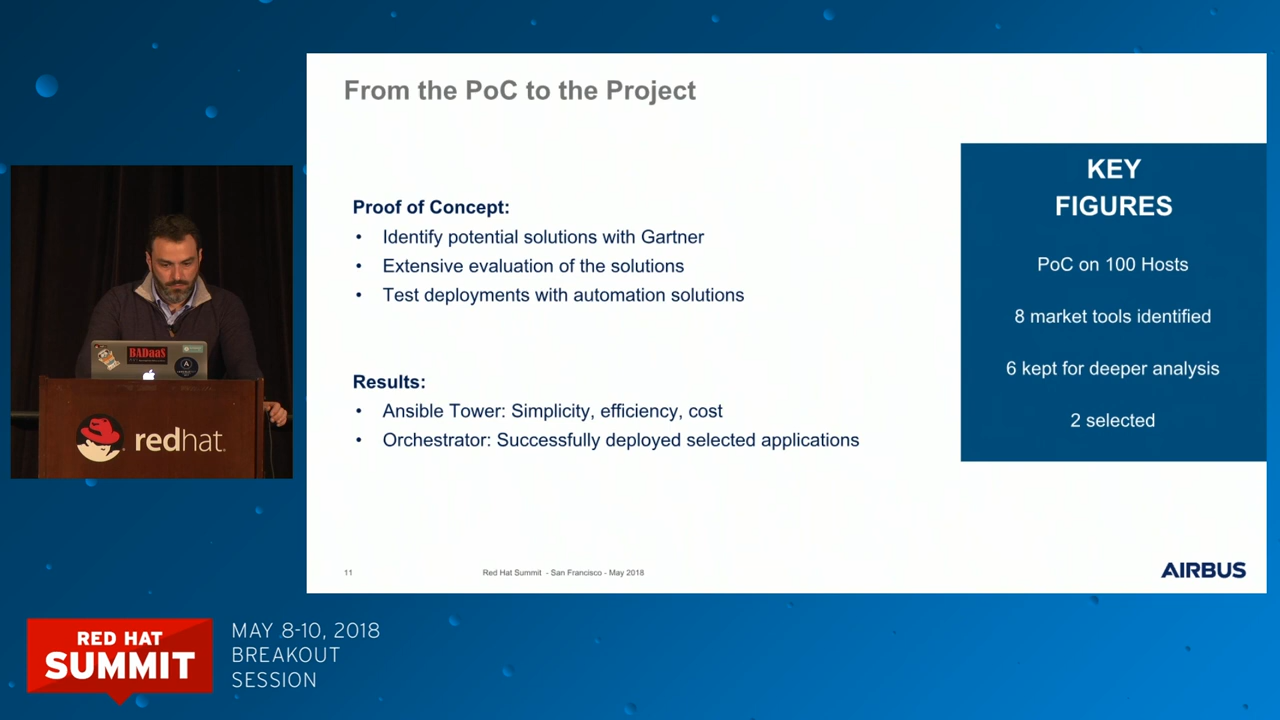 From the PoC to the Project
Proof of Concept:
• Identify potential solutions with Gartner
• Extensive evaluation of the solutions
• Test deployments with automation solutions
Results:
• Ansible Tower: Simplicity, efficiency, cost
• Orchestrator: Successfully deployed selected applications
KEY
FIGURES
PoC on 100 Hosts
8 market tools identified
6 kept for deeper analysis
2 selected
11
Red Hat Summit - San Francisco - May 2018
AIRBUS
BADaaS
redhat.
RED HAT
SUMMIT
MAY 8-10, 2018
BREAKOUT
SESSION